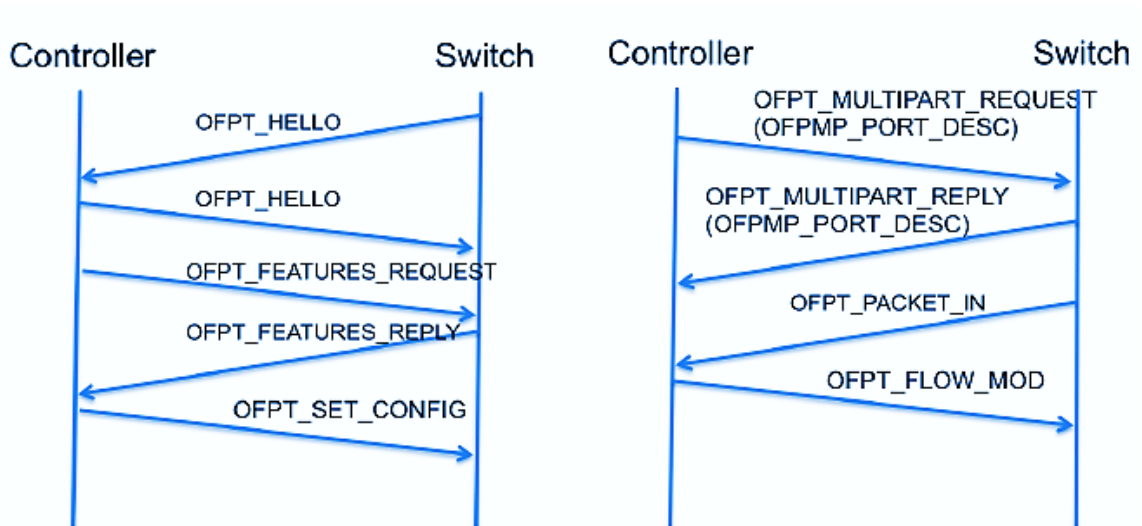 Controller
Switch
OFPT_HELLO
OFPT_HELLO
OFPT_FEATURES_REQUEST
OFPT_FEATURES_REPLY
OFPT_SET_CONFIG
Controller
Switch
OFPT_MULTIPART_REQUEST
(OFPMP_PORT_DESC)
OFPT_MULTIPART_REPLY
(OFPMP_PORT_DESC)
OFPT_PACKET_IN
OFPT_FLOW_MOD